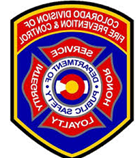 COLORADO DIVISION OF
FIRE PREVENTION & CONTROL
SERVICE
HONOR
INTEGRITY
LOYALTY
DEPARTMENT OF
PUBLIC SAFETY